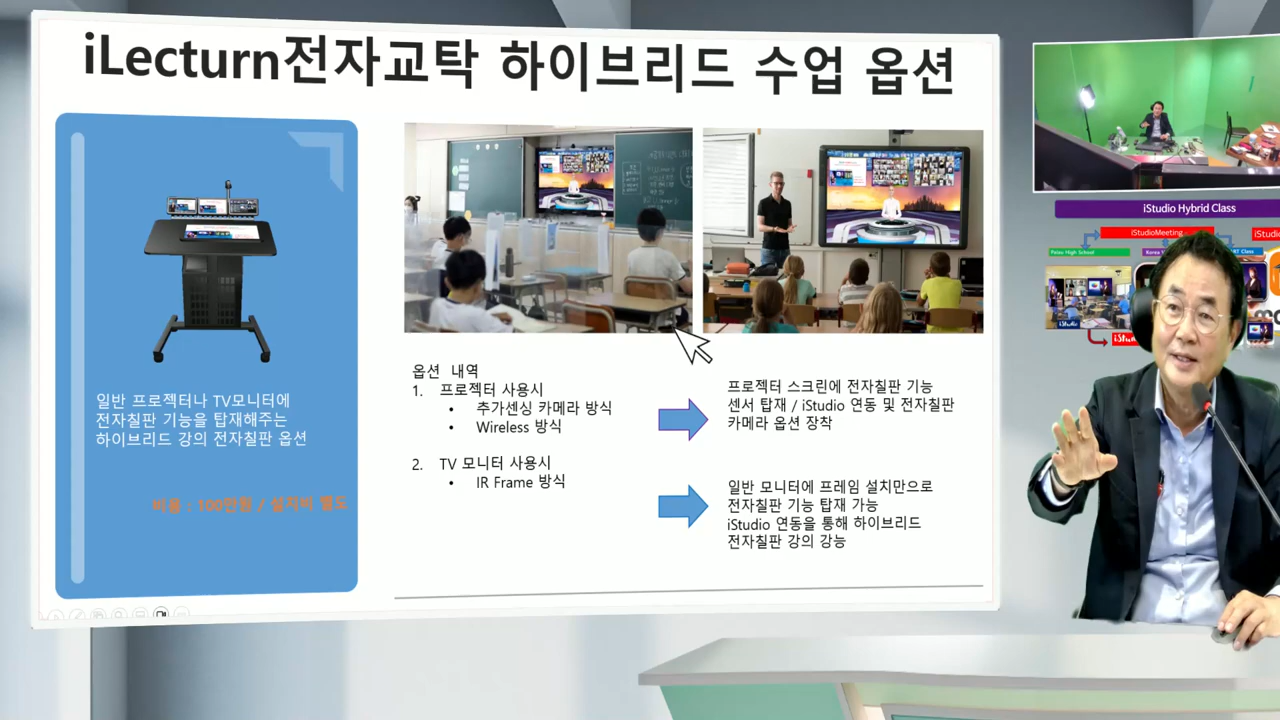 iLecturn전자교탁 하이브리드 수업 옵션
일반 프로젝터나 TV모니터에
전자칠판 기능을 탑재해주는
하이브리드 강의 전자칠판 옵션
비용 : 100만원 / 설치비 별도
옵션 내역
1. 프로젝터 사용시
• 추가센싱 카메라 방식
• Wireless 방식
2. TV 모니터 사용시
• IR Frame 방식
프로젝터 스크린에 전자칠판 기능
센서 탑재 / iStudio 연동 및 전자칠판
카메라 옵션 장착
일반 모니터에 프레임 설치만으로
전자칠판 기능 탑재 가능
iStudio 연동을 통해 하이브리드
전자칠판 강의 강능
iStudio Hybrid Class
iStudioMeeting
iStudio
Palou High School
Korea
Class
iStudio